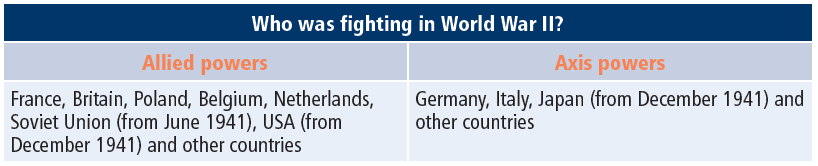 Who was fighting in World War II?
Allied powers
Axis powers
France, Britain, Poland, Belgium, Netherlands,
Soviet Union (from June 1941), USA (from
December 1941) and other countries
Germany, Italy, Japan (from December 1941) and
other countries